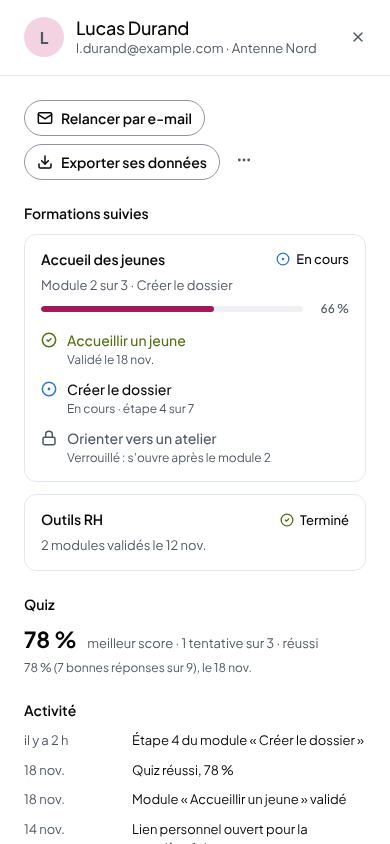 L
Lucas Durand
l.durand@example.com · Antenne Nord
Relancer par e-mail
Exporter ses données
Formations suivies
Accueil des jeunes
En cours
Module 2 sur 3 · Créer le dossier
66 %
Accueillir un jeune
Validé le 18 nov.
Créer le dossier
En cours · étape 4 sur 7
Orienter vers un atelier
Verrouillé : s'ouvre après le module 2
Outils RH
Terminé
2 modules validés le 12 nov.
Quiz
78 % meilleur score · 1 tentative sur 3 · réussi
78 % (7 bonnes réponses sur 9), le 18 nov.
Activité
il y a 2 h Étape 4 du module « Créer le dossier »
18 nov. Quiz réussi, 78 %
18 nov. Module « Accueillir un jeune » validé
14 nov. Lien personnel ouvert pour la